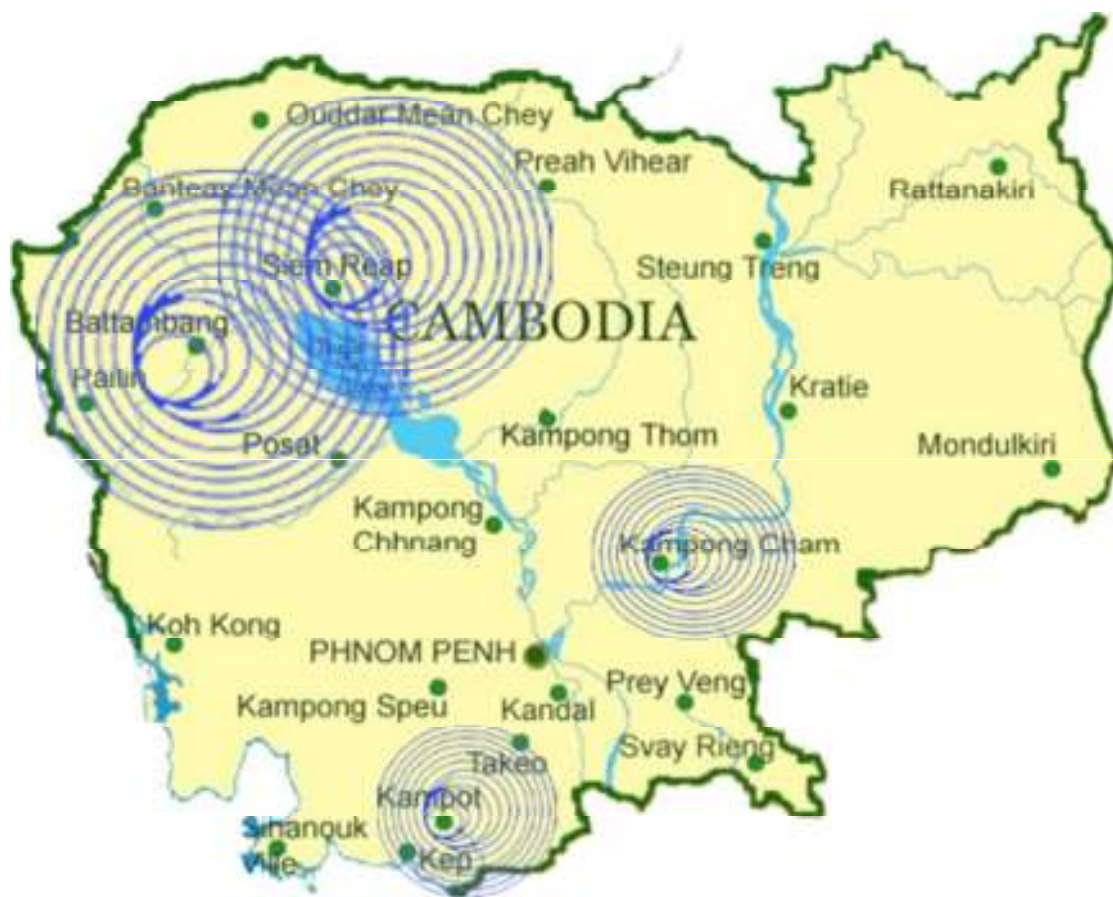 Ouddar Mean Chey
Preah Vihear
Banteay Mean Chey
Rattanakiri
Siem Reap
Steung Treng
CAMBODIA
Battambang
Pailin
Kratie
Posat
Kampong Thom
Mondulkiri
Kampong
Chhnang
Kampong Cham
Koh Kong
PHNOM PENH
Prey Veng
Kampong Speu
Kandal
Svay Rieng
Takeo
Kampot
Sihanouk
Ville
Kep